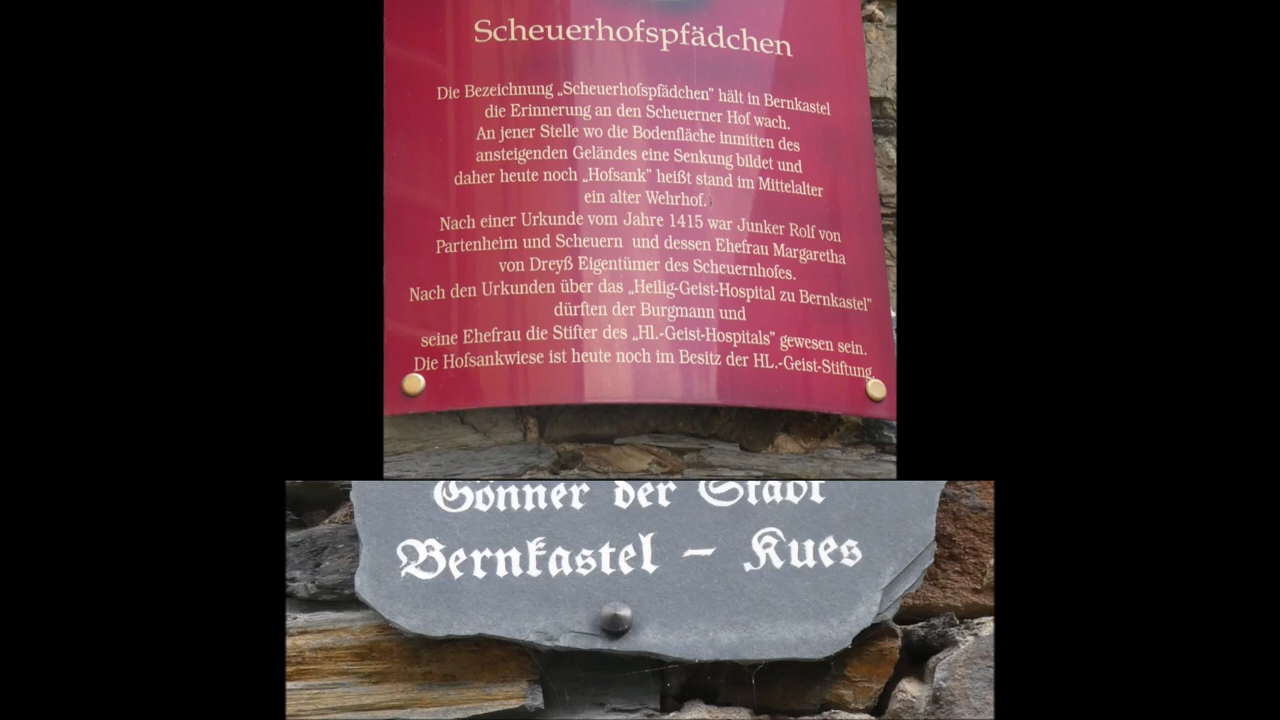 Scheuerhofspfädchen
Die Bezeichnung „Scheuerhofspfädchen” hält in Bernkastel
die Erinnerung an den Scheuerner Hof wach.
An jener Stelle wo die Bodenfläche inmitten des
ansteigenden Geländes eine Senkung bildet und
daher heute noch „Hofsank” heißt stand im Mittelalter
ein alter Wehrhof.
Nach einer Urkunde vom Jahre 1415 war Junker Rolf von
Partenheim und Scheuern und dessen Ehefrau Margaretha
von Dreyß Eigentümer des Scheuernhofes.
Nach den Urkunden über das „Heilig-Geist-Hospital zu Bernkastel”
dürften der Burgmann und
seine Ehefrau die Stifter des „Hl.-Geist-Hospitals” gewesen sein.
Die Hofsankwiese ist heute noch im Besitz der HL.-Geist-Stiftung.
Gönner der Stadt
Bernkastel - Kues